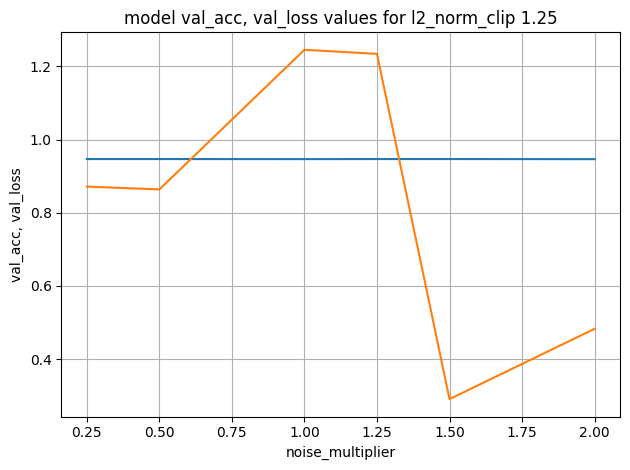 model val_acc, val_loss values for l2_norm_clip 1.25
1.2
1.0
0.8
0.6
0.4
val_acc, val_loss
0.25 0.50 0.75 1.00 1.25 1.50 1.75 2.00
noise_multiplier